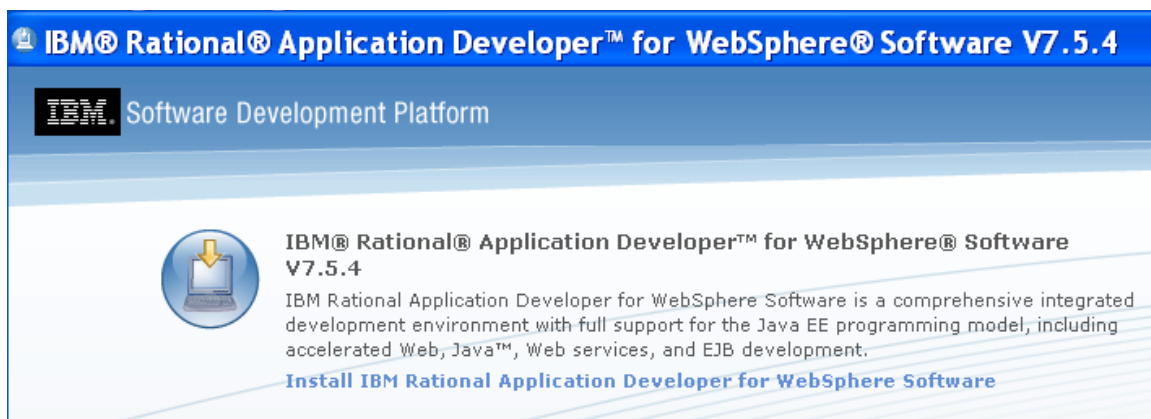 IBM® Rational® Application Developer™ for WebSphere® Software V7.5.4
IBM. Software Development Platform
IBM® Rational® Application Developer™ for WebSphere® Software
V7.5.4
IBM Rational Application Developer for WebSphere Software is a comprehensive integrated
development environment with full support for the Java EE programming model, including
accelerated Web, Java™, Web services, and EJB development.
Install IBM Rational Application Developer for WebSphere Software